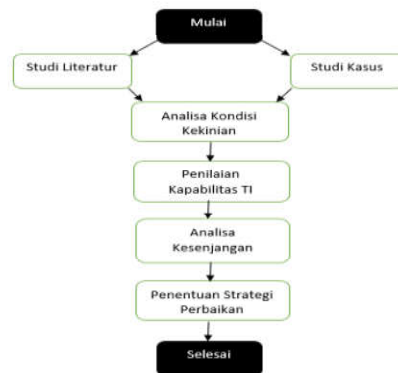 Mulai
Studi Literatur
Studi Kasus
Analisa Kondisi
Kekinian
Penilaian
Kapabilitas TI
Analisa
Kesenjangan
Penentuan Strategi
Perbaikan
Selesai